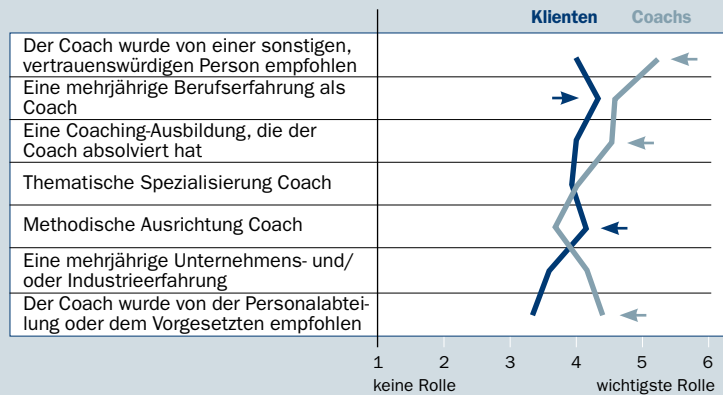 Klienten Coachs
Der Coach wurde von einer sonstigen,
vertrauenswürdigen Person empfohlen
Eine mehrjährige Berufserfahrung als
Coach
Eine Coaching-Ausbildung, die der
Coach absolviert hat
Thematische Spezialisierung Coach
Methodische Ausrichtung Coach
Eine mehrjährige Unternehmens- und/
oder Industrieerfahrung
Der Coach wurde von der Personalabtei-
lung oder dem Vorgesetzten empfohlen
1 2 3 4 5 6
keine Rolle wichtigste Rolle